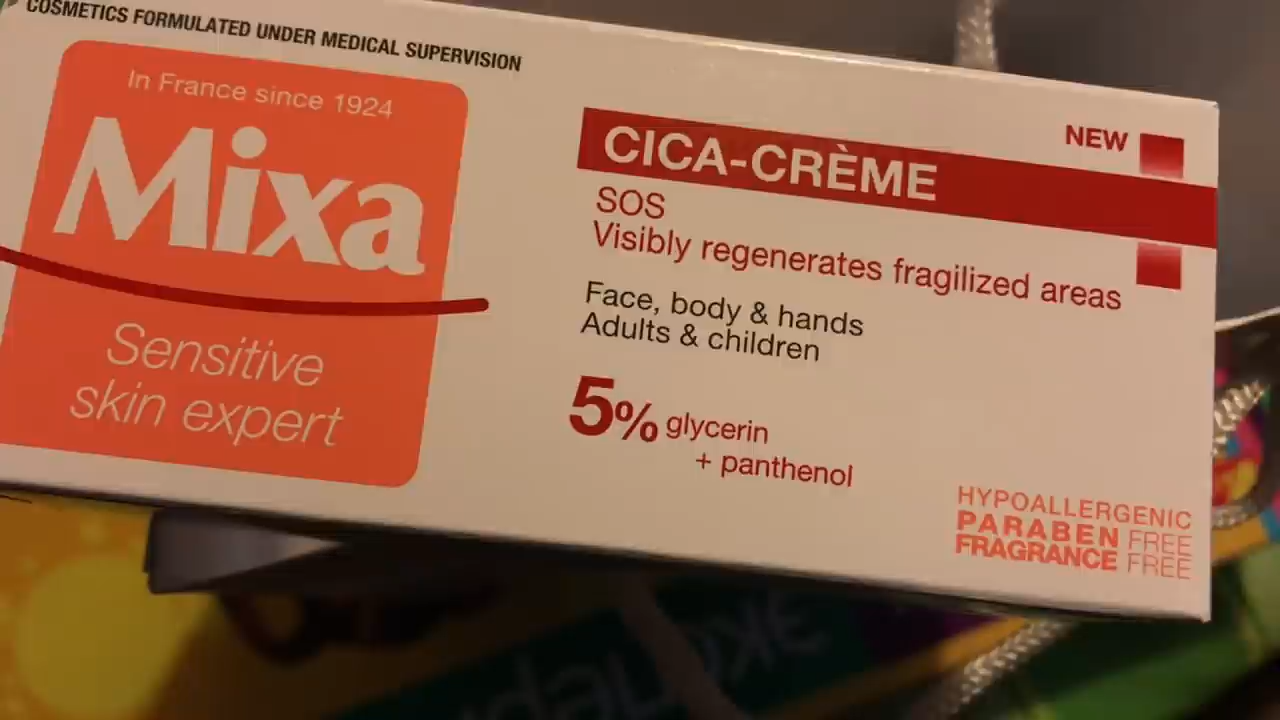 COSMETICS FORMULATED UNDER MEDICAL SUPERVISION
In France since 1924
Mixa
Sensitive
skin expert
NEW
CICA-CRÈME
SOS
Visibly regenerates fragilized areas
Face, body & hands
Adults & children
5% glycerin
+ panthenol
HYPOALLERGENIC
PARABEN FREE
FRAGRANCE FREE